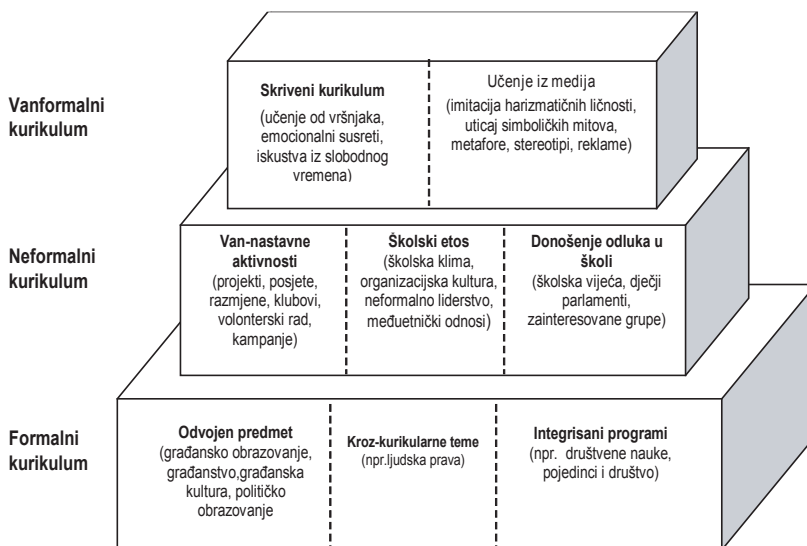 Vanformalni
kurikulum
Skriveni kurikulum
(učenje od vršnjaka,
emocionalni susreti,
iskustva iz slobodnog
vremena)
Učenje iz medija
(imitacija harizmatičnih ličnosti,
uticaj simboličkih mitova,
metafore, stereotipi, reklame)
Neformalni
kurikulum
Van-nastavne
aktivnosti
(projekti, posjete,
razmjene, klubovi,
volonterski rad,
kampanje)
Školski etos
(školska klima,
organizacijska kultura,
neformalno liderstvo,
međuetnički odnosi)
Donošenje odluka u
školi
(školska vijeća, dječji
parlamenti,
zainteresovane grupe)
Formalni
kurikulum
Odvojen predmet
(građansko obrazovanje,
građanstvo,građanska
kultura, političko
obrazovanje
Kroz-kurikularne teme
(npr.ljudska prava)
Integrisani programi
(npr. društvene nauke,
pojedinci i društvo)